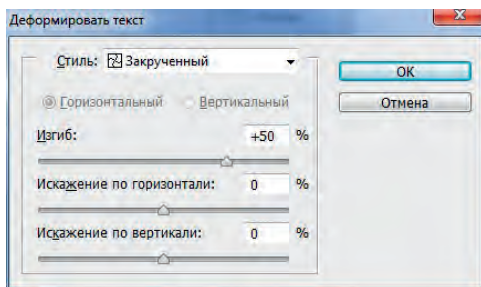 Деформировать текст
Стиль: Закрученный
OK
Горизонтальный Вертикальный
Отмена
Изгиб: +50 %
Искажение по горизонтали: 0 %
Искажение по вертикали: 0 %